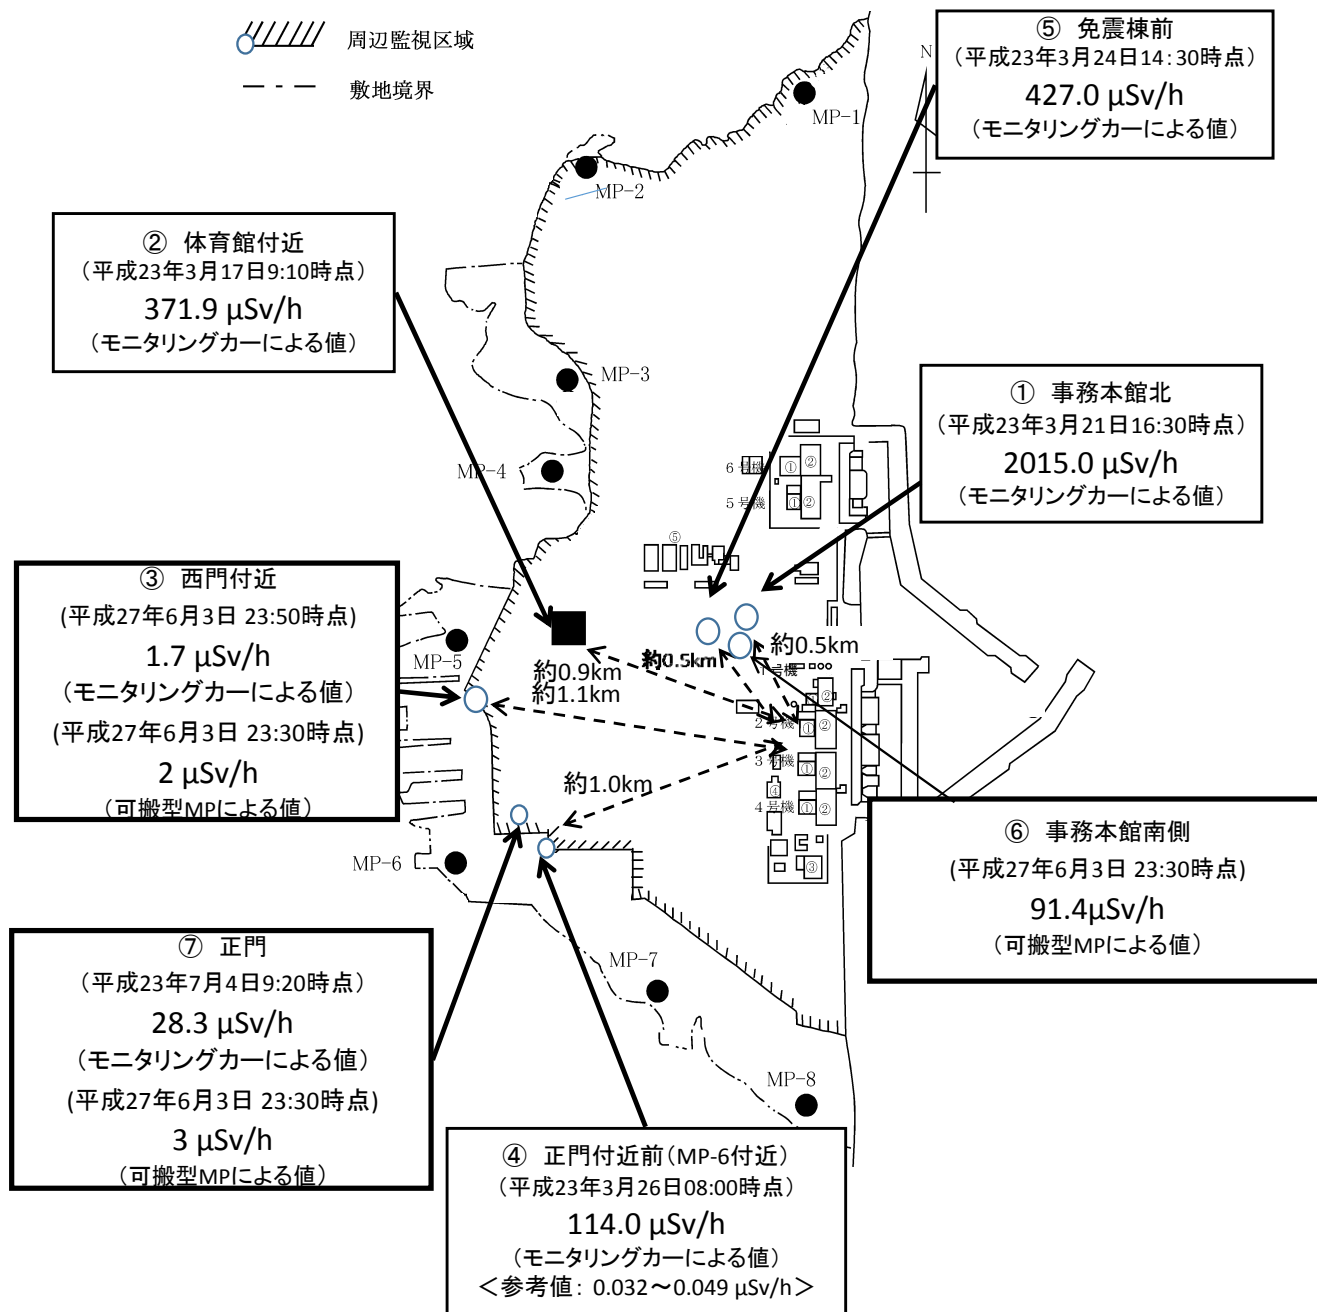 周辺監視区域
敷地境界
⑤ 免震棟前
（平成23年3月24日14:30時点）
427.0 μSv/h
（モニタリングカーによる値）
N
MP-1
MP-2
② 体育館付近
（平成23年3月17日9:10時点）
371.9 μSv/h
（モニタリングカーによる値）
MP-3
MP-4
① 事務本館北
（平成23年3月21日16:30時点）
2015.0 μSv/h
（モニタリングカーによる値）
6号機
①
②
5号機
①
②
⑤
③ 西門付近
(平成27年6月3日 23:50時点)
1.7 μSv/h
（モニタリングカーによる値）
(平成27年6月3日 23:30時点)
2 μSv/h
（可搬型MPによる値）
MP-5
約0.9km
約1.1km
約0.5km
約0.5km
1号機
②
2号機
①
②
3号機
①
②
④
4号機
①
②
③
約1.0km
MP-6
⑥ 事務本館南側
(平成27年6月3日 23:30時点)
91.4μSv/h
（可搬型MPによる値）
⑦ 正門
（平成23年7月4日9:20時点）
28.3 μSv/h
（モニタリングカーによる値）
(平成27年6月3日 23:30時点)
3 μSv/h
（可搬型MPによる値）
MP-7
MP-8
④ 正門付近前（MP-6付近）
（平成23年3月26日08:00時点）
114.0 μSv/h
（モニタリングカーによる値）
＜参考値: 0.032～0.049 μSv/h＞